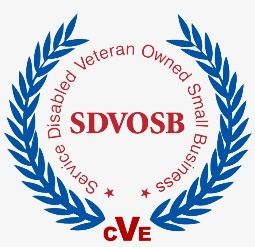 Service Disabled Veteran Owned Small Business
SDVOSB
CVE